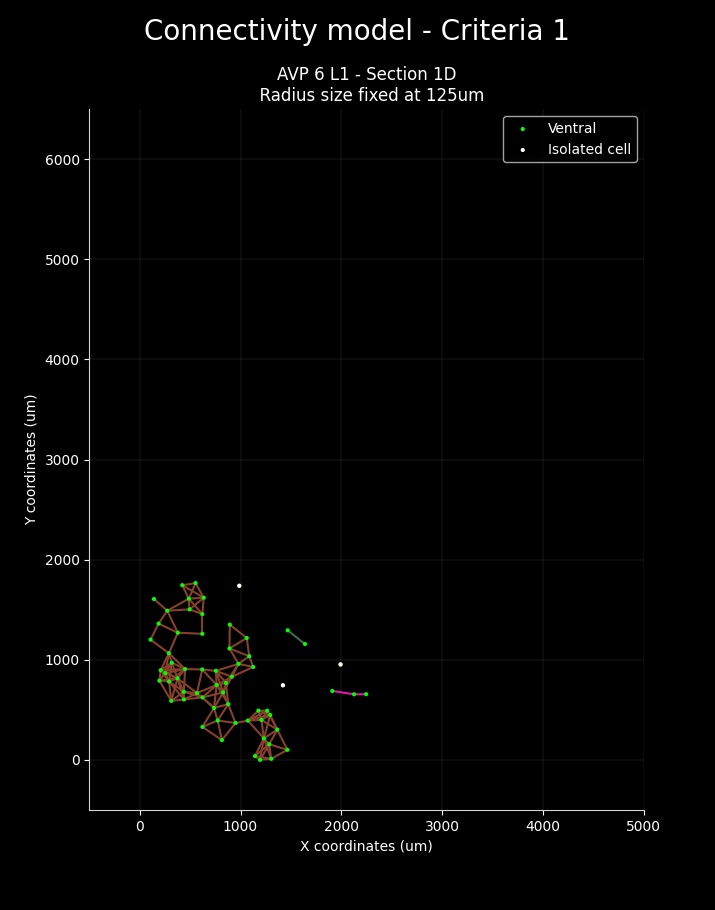 Connectivity model - Criteria 1
AVP 6 L1 - Section 1D
Radius size fixed at 125um
Ventral
Isolated cell
6000
5000
4000
3000
2000
1000
0
Y coordinates (um)
0 1000 2000 3000 4000 5000
X coordinates (um)